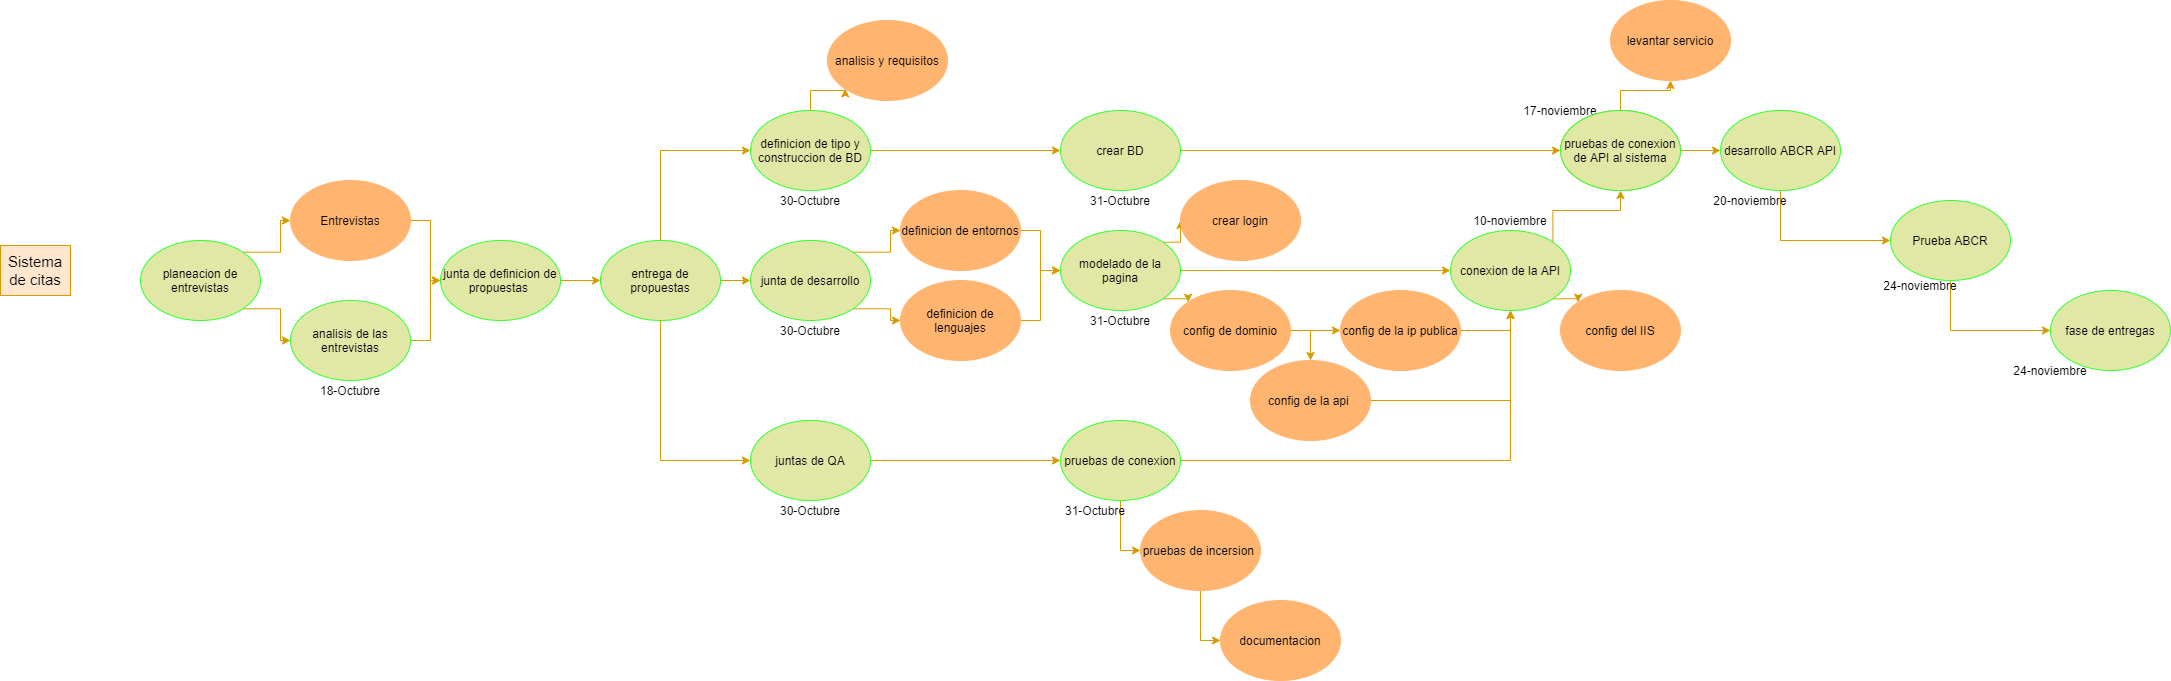 Sistema
de citas
planeacion de
entrevistas
Entrevistas
analisis de las
entrevistas
18-Octubre
junta de definicion de
propuestas
entrega de
propuestas
analisis y requisitos
definicion de tipo y
construccion de BD
30-Octubre
crear BD
31-Octubre
junta de desarrollo
30-Octubre
definicion de entornos
definicion de
lenguajes
modelado de la
pagina
31-Octubre
crear login
config de dominio
config de la ip publica
config de la api
juntas de QA
30-Octubre
pruebas de conexion
31-Octubre
pruebas de incersion
documentacion
10-noviembre
conexion de la API
config del IIS
levantar servicio
17-noviembre
pruebas de conexion
de API al sistema
desarrollo ABCR API
20-noviembre
Prueba ABCR
24-noviembre
fase de entregas
24-noviembre